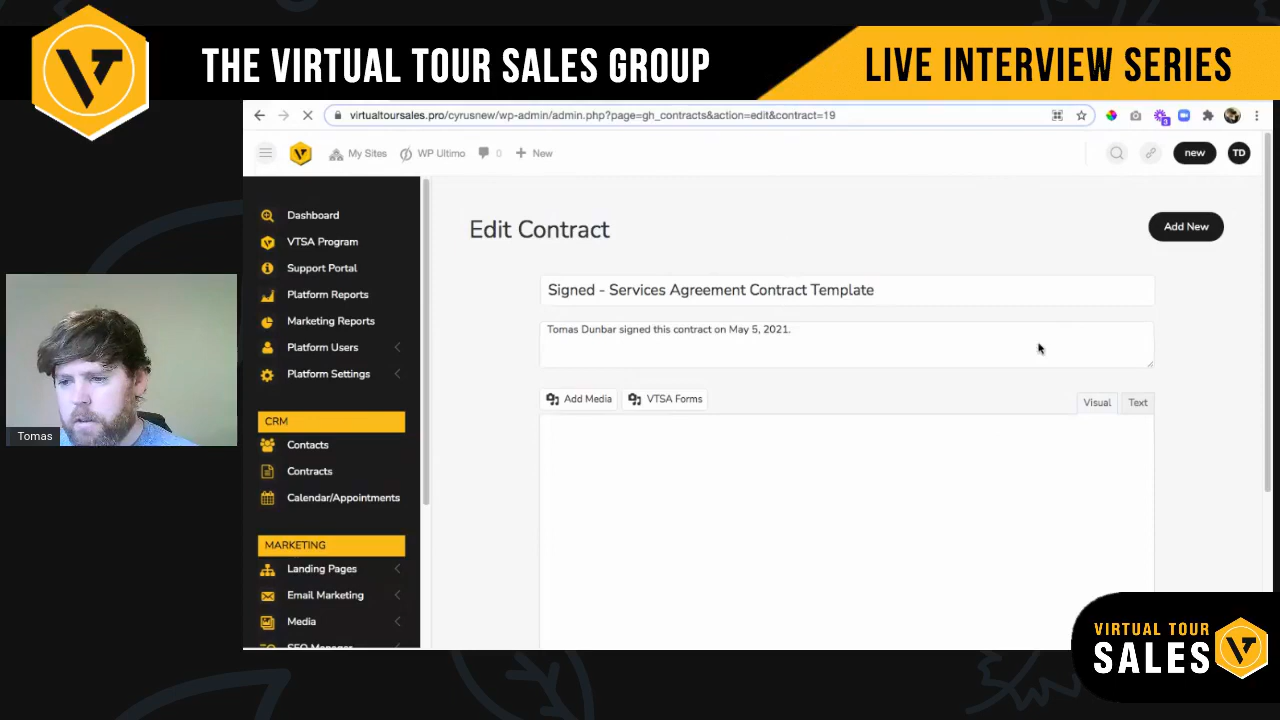 THE VIRTUAL TOUR SALES GROUP
LIVE INTERVIEW SERIES
virtualtoursales.pro/cyrusnew/wp-admin/admin.php?page=gh_contracts&action=edit&contract=19
My Sites
WP Ultimo
0
New
new
TD
Dashboard
VTSA Program
Support Portal
Platform Reports
Marketing Reports
Platform Users
Platform Settings
CRM
Contacts
Contracts
Calendar/Appointments
MARKETING
Landing Pages
Email Marketing
Media
SEO Manager
Edit Contract
Add New
Signed - Services Agreement Contract Template
Tomas Dunbar signed this contract on May 5, 2021.
Add Media
VTSA Forms
Visual
Text
Tomas
VIRTUAL TOUR
SALES